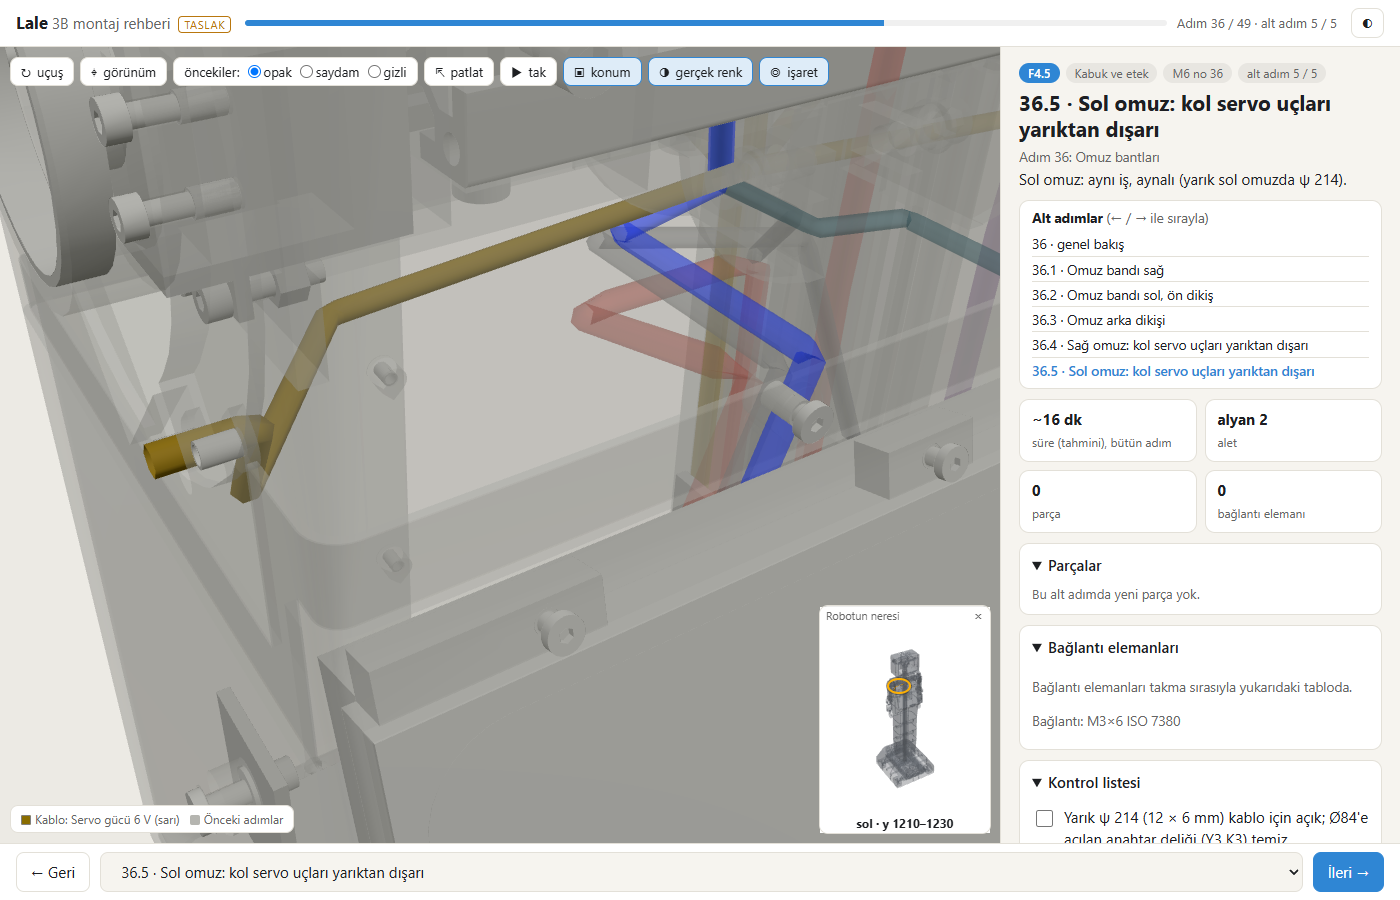 Lale 3B montaj rehberi TASLAK
Adım 36 / 49 · alt adım 5 / 5
↻ uçuş
⌖ görünüm
öncekiler: opak saydam gizli
⇱ patlat
▶ tak
▣ konum
◑ gerçek renk
◎ işaret
F4.5 Kabuk ve etek M6 no 36 alt adım 5 / 5
36.5 · Sol omuz: kol servo uçları
yarıktan dışarı
Adım 36: Omuz bantları
Sol omuz: aynı iş, aynalı (yarık sol omuzda ψ 214).
Alt adımlar (← / → ile sırayla)
36 · genel bakış
36.1 · Omuz bandı sağ
36.2 · Omuz bandı sol, ön dikiş
36.3 · Omuz arka dikişi
36.4 · Sağ omuz: kol servo uçları yarıktan dışarı
36.5 · Sol omuz: kol servo uçları yarıktan dışarı
~16 dk
süre (tahmini), bütün adım
alyan 2
alet
0
parça
0
bağlantı elemanı
▼ Parçalar
Bu alt adımda yeni parça yok.
▼ Bağlantı elemanları
Bağlantı elemanları takma sırasıyla yukarıdaki tabloda.
Bağlantı: M3×6 ISO 7380
▼ Kontrol listesi
Yarık ψ 214 (12 × 6 mm) kablo için açık; Ø84'e
açılan anahtar deliği (Y3 K3) temiz
Robotun neresi ×
sol · y 1210–1230
Kablo: Servo gücü 6 V (sarı) Önceki adımlar
← Geri
36.5 · Sol omuz: kol servo uçları yarıktan dışarı
İleri →